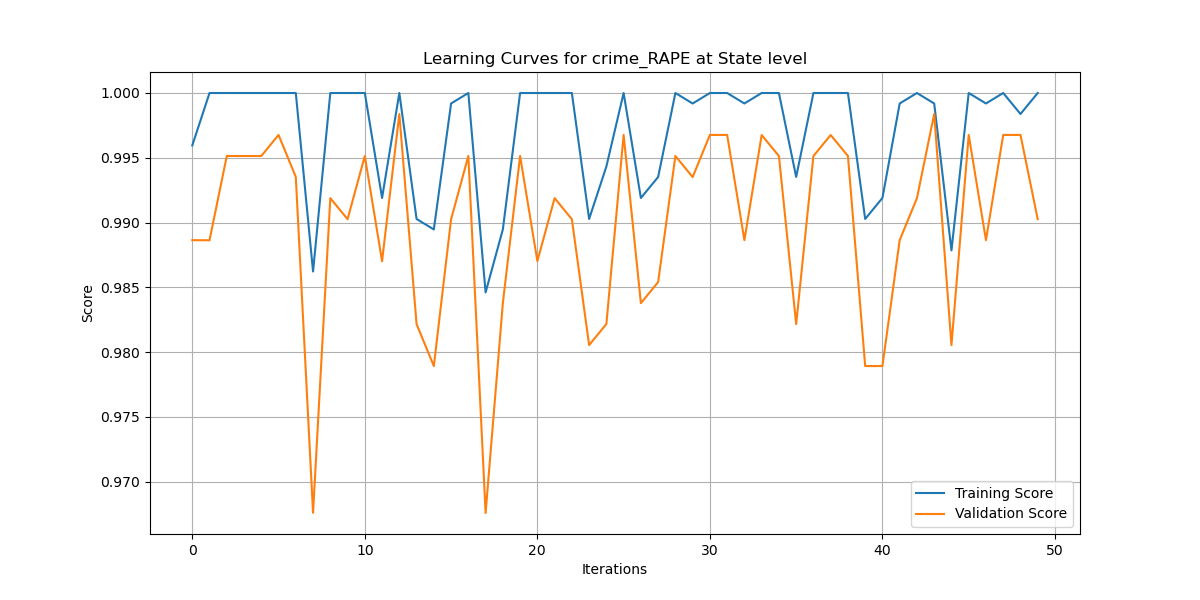 Learning Curves for crime_RAPE at State level
1.000
0.995
0.990
0.985
0.980
0.975
0.970
Score
0
10
20
30
40
50
Iterations
Training Score
Validation Score